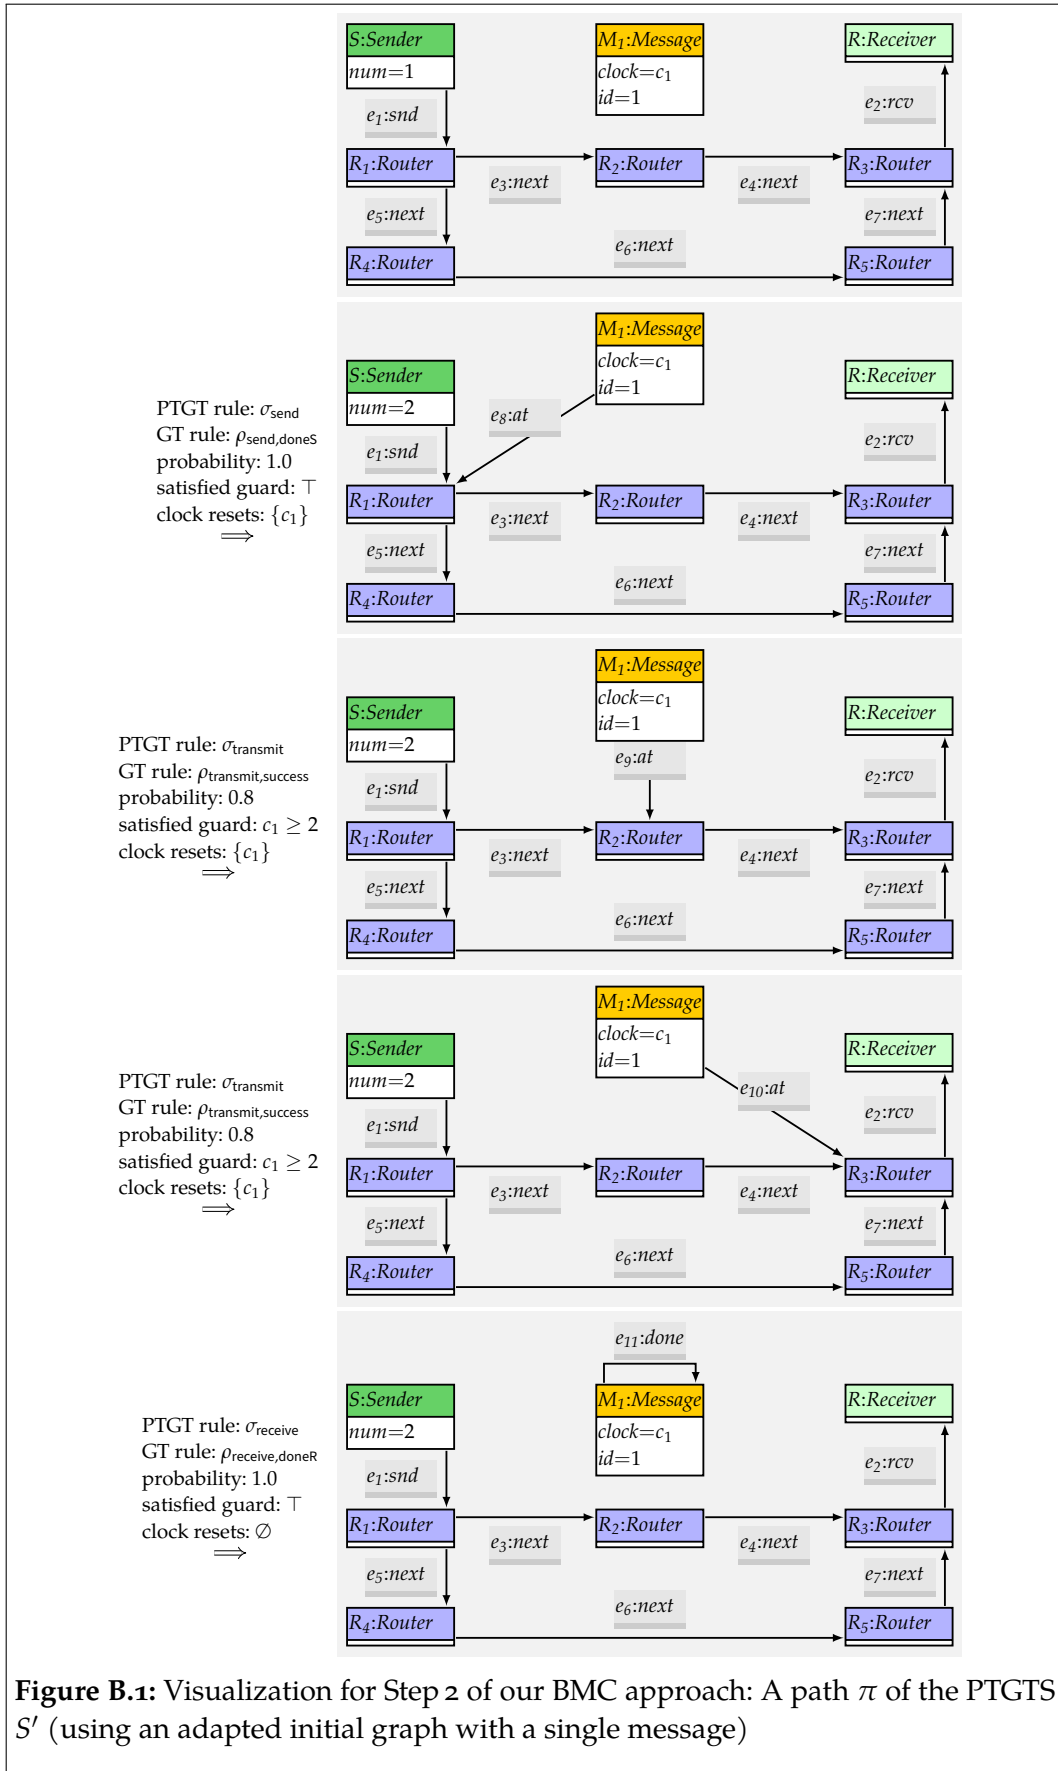 S:Sender M₁:Message R:Receiver
num=1 clock=c₁
id=1
e₁:snd e₂:rcv
R₁:Router R₂:Router R₃:Router
e₃:next e₄:next
e₅:next e₇:next
e₆:next
R₄:Router R₅:Router
M₁:Message
clock=c₁
S:Sender R:Receiver
id=1
num=2
e₈:at
PTGT rule: σsend
GT rule: ρsend,doneS
probability: 1.0
satisfied guard: ⊤
clock resets: {c₁}
⟹
e₁:snd e₂:rcv
R₁:Router R₂:Router R₃:Router
e₃:next e₄:next
e₅:next e₇:next
e₆:next
R₄:Router R₅:Router
M₁:Message
clock=c₁
S:Sender R:Receiver
id=1
num=2
e₉:at
PTGT rule: σtransmit
GT rule: ρtransmit,success
probability: 0.8
satisfied guard: c₁ ≥ 2
clock resets: {c₁}
⟹
e₁:snd e₂:rcv
R₁:Router R₂:Router R₃:Router
e₃:next e₄:next
e₅:next e₇:next
e₆:next
R₄:Router R₅:Router
M₁:Message
clock=c₁
S:Sender R:Receiver
id=1
num=2
e₁₀:at
PTGT rule: σtransmit
GT rule: ρtransmit,success
probability: 0.8
satisfied guard: c₁ ≥ 2
clock resets: {c₁}
⟹
e₁:snd e₂:rcv
R₁:Router R₂:Router R₃:Router
e₃:next e₄:next
e₅:next e₇:next
e₆:next
R₄:Router R₅:Router
e₁₁:done
S:Sender M₁:Message R:Receiver
num=2 clock=c₁
id=1
PTGT rule: σreceive
GT rule: ρreceive,doneR
probability: 1.0
satisfied guard: ⊤
clock resets: ∅
⟹
e₁:snd e₂:rcv
R₁:Router R₂:Router R₃:Router
e₃:next e₄:next
e₅:next e₇:next
e₆:next
R₄:Router R₅:Router
Figure B.1: Visualization for Step 2 of our BMC approach: A path π of the PTGTS
S′ (using an adapted initial graph with a single message)